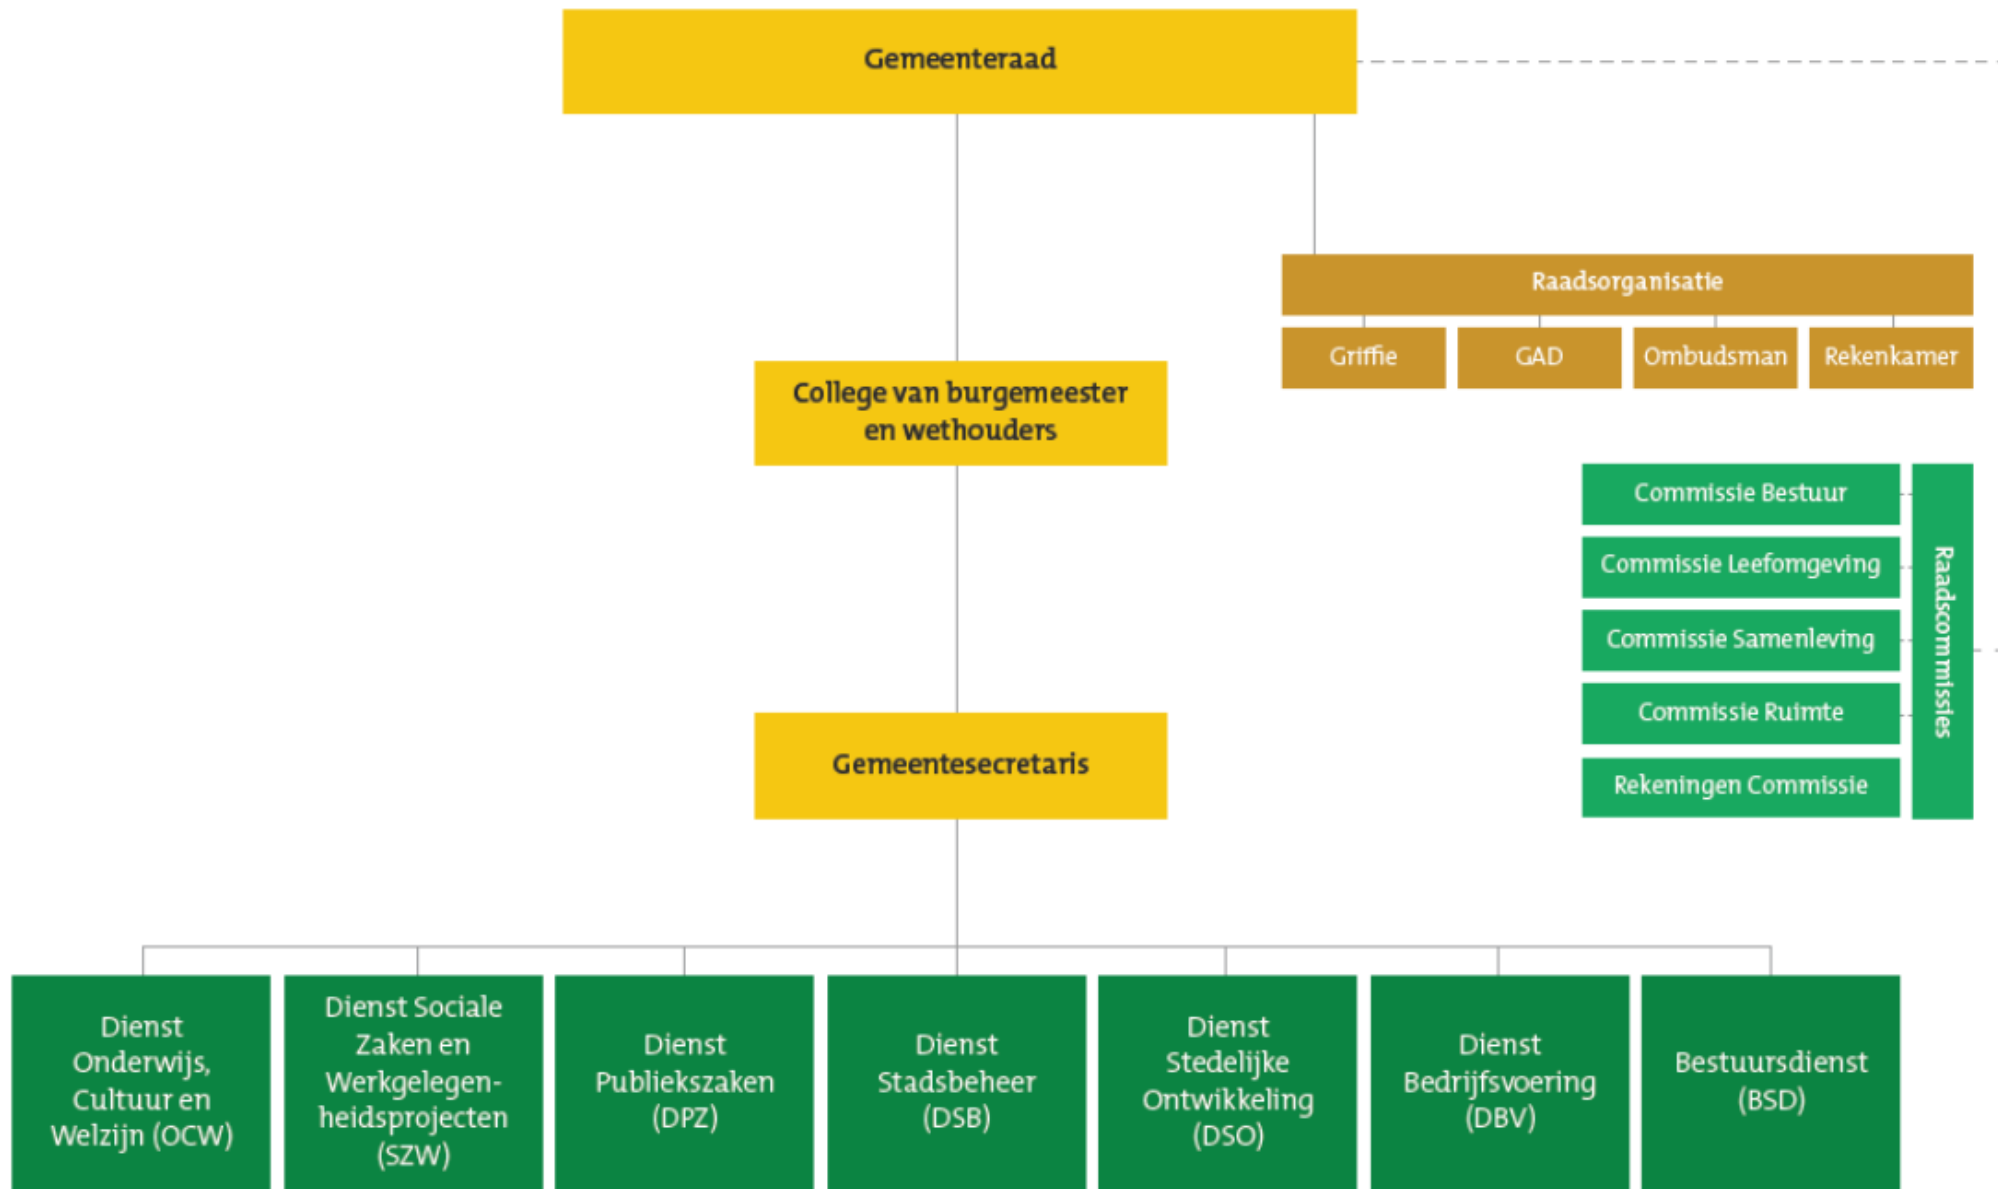 Gemeenteraad
Raadsorganisatie
Griffie
GAD
Ombudsman
Rekenkamer
College van burgemeester
en wethouders
Commissie Bestuur
Commissie Leefomgeving
Commissie Samenleving
Commissie Ruimte
Rekeningen Commissie
Raadscommissies
Gemeentesecretaris
Dienst
Onderwijs,
Cultuur en
Welzijn (OCW)
Dienst Sociale
Zaken en
Werkgelegen-
heidsprojecten
(SZW)
Dienst
Publiekszaken
(DPZ)
Dienst
Stadsbeheer
(DSB)
Dienst
Stedelijke
Ontwikkeling
(DSO)
Dienst
Bedrijfsvoering
(DBV)
Bestuursdienst
(BSD)